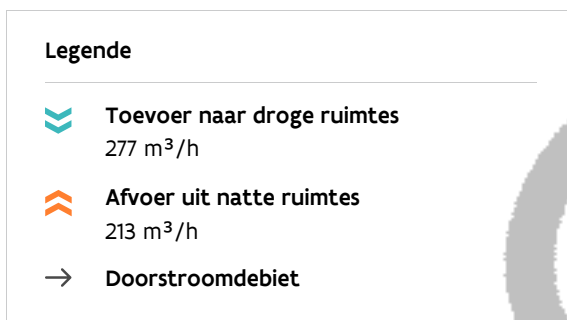 Legende
Toevoer naar droge ruimtes
277 m³/h
Afvoer uit natte ruimtes
213 m³/h
Doorstroomdebiet